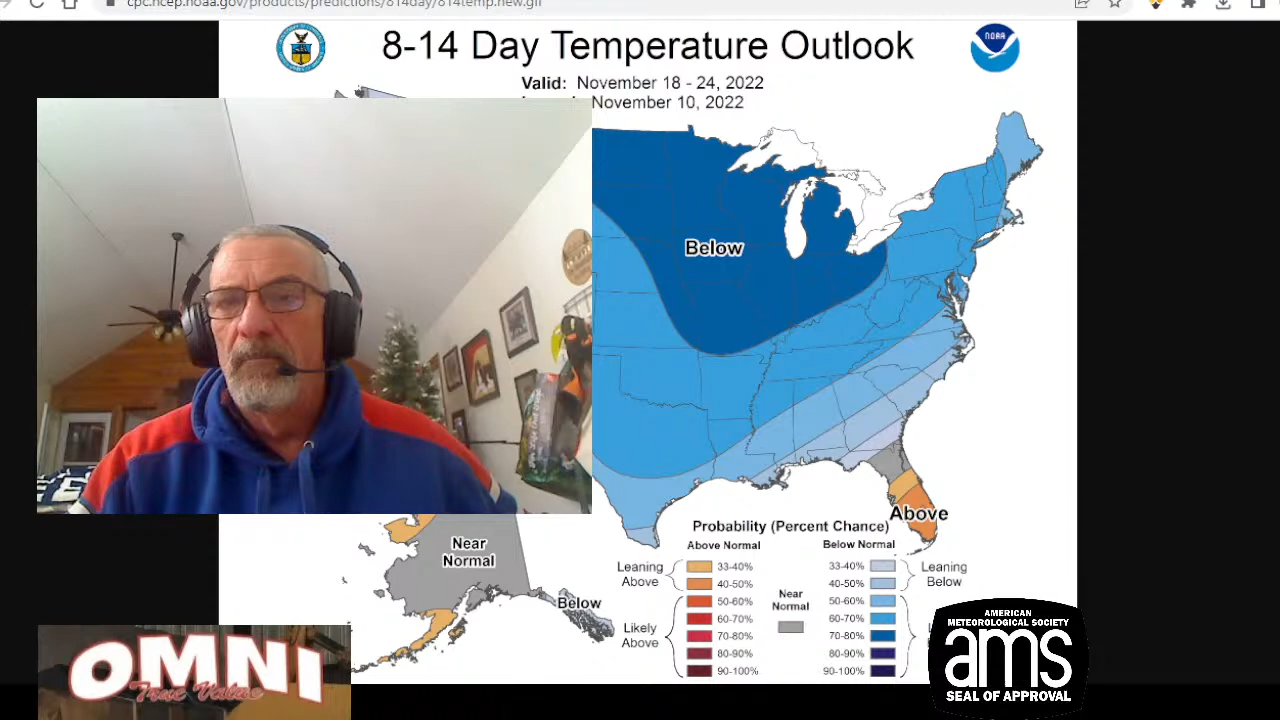 cpc.ncep.noaa.gov/products/predictions/814day/814temp.new.gif
8-14 Day Temperature Outlook
NOAA
Valid: November 18 - 24, 2022
November 10, 2022
Below
Above
Near
Normal
Below
Probability (Percent Chance)
Above Normal
Below Normal
Leaning
Above
33-40%
40-50%
Likely
Above
50-60%
60-70%
70-80%
80-90%
90-100%
Near
Normal
33-40%
40-50%
Leaning
Below
50-60%
60-70%
70-80%
80-90%
90-100%
OMNI
True Value
AMERICAN
METEOROLOGICAL SOCIETY
ams
SEAL OF APPROVAL